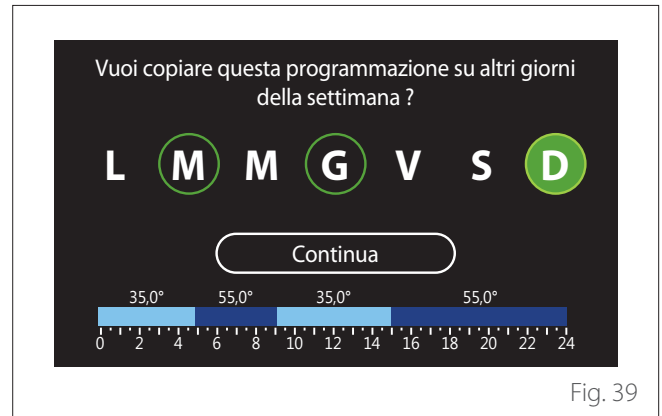 Vuoi copiare questa programmazione su altri giorni
della settimana ?
L M M G V S D
Continua
35,0° 55,0° 35,0° 55,0°
0 2 4 6 8 10 12 14 16 18 20 22 24
Fig. 39